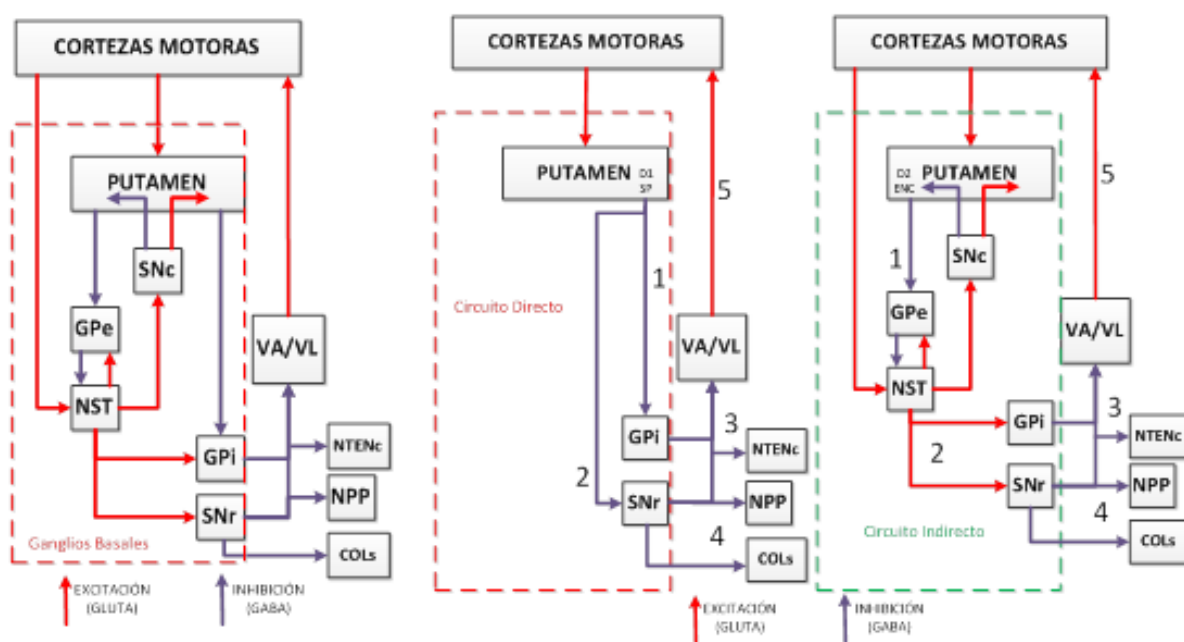 CORTEZAS MOTORAS
PUTAMEN
SNc
GPe
VA/VL
NST
GPi
NTENc
SNr
NPP
Ganglios Basales
COLs
EXCITACIÓN
(GLUTA)
INHIBICIÓN
(GABA)
CORTEZAS MOTORAS
PUTAMEN
D1
SP
5
1
Circuito Directo
VA/VL
GPi
3
NTENc
2
SNr
NPP
4
COLs
EXCITACIÓN
(GLUTA)
CORTEZAS MOTORAS
PUTAMEN
D2
ENC
5
SNc
1
GPe
VA/VL
NST
GPi
3
NTENc
2
SNr
NPP
4
Circuito Indirecto
COLs
INHIBICIÓN
(GABA)